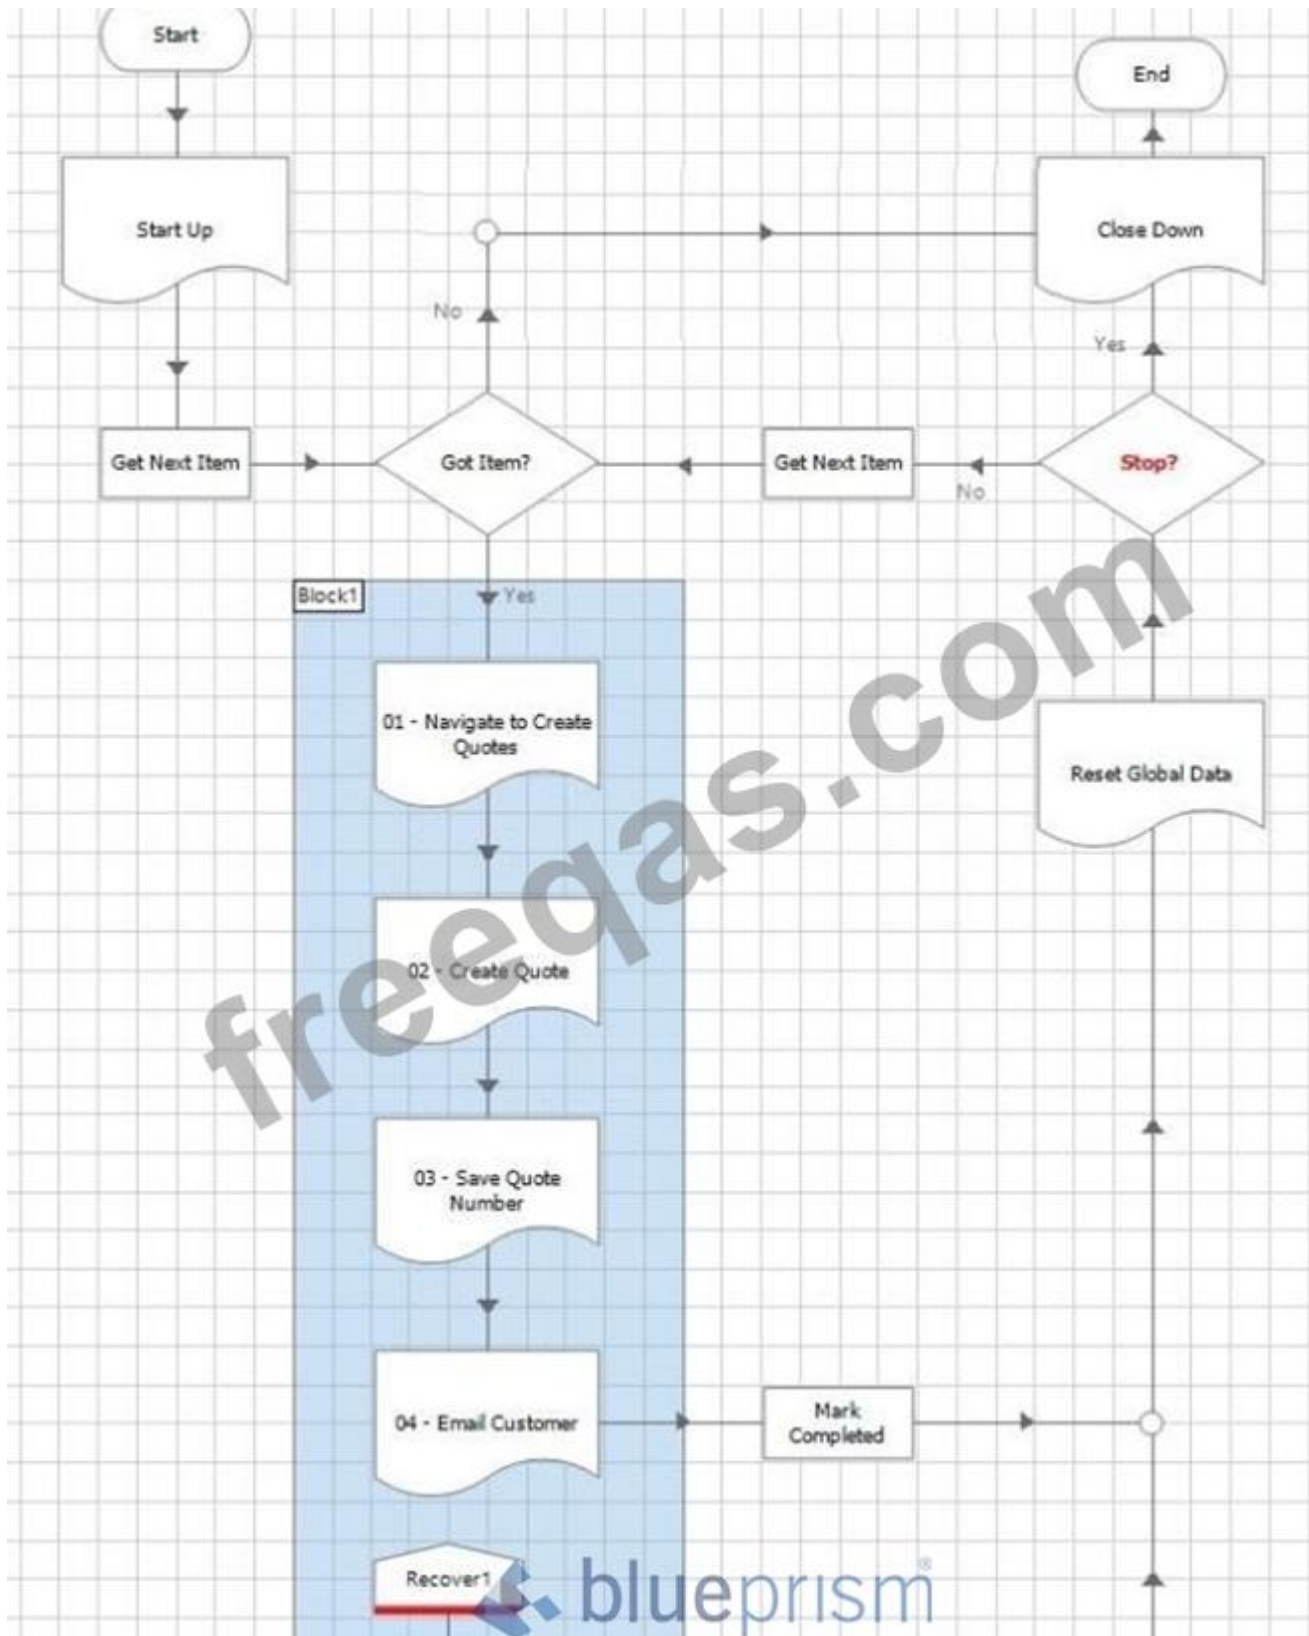 Start
End
Start Up
Close Down
No
Yes
Get Next Item
Got Item?
Get Next Item
Stop?
No
Block1
Yes
01 - Navigate to Create
Quotes
Reset Global Data
02 - Create Quote
03 - Save Quote
Number
04 - Email Customer
Mark
Completed
Recover1
blueprism®
freeqas.com